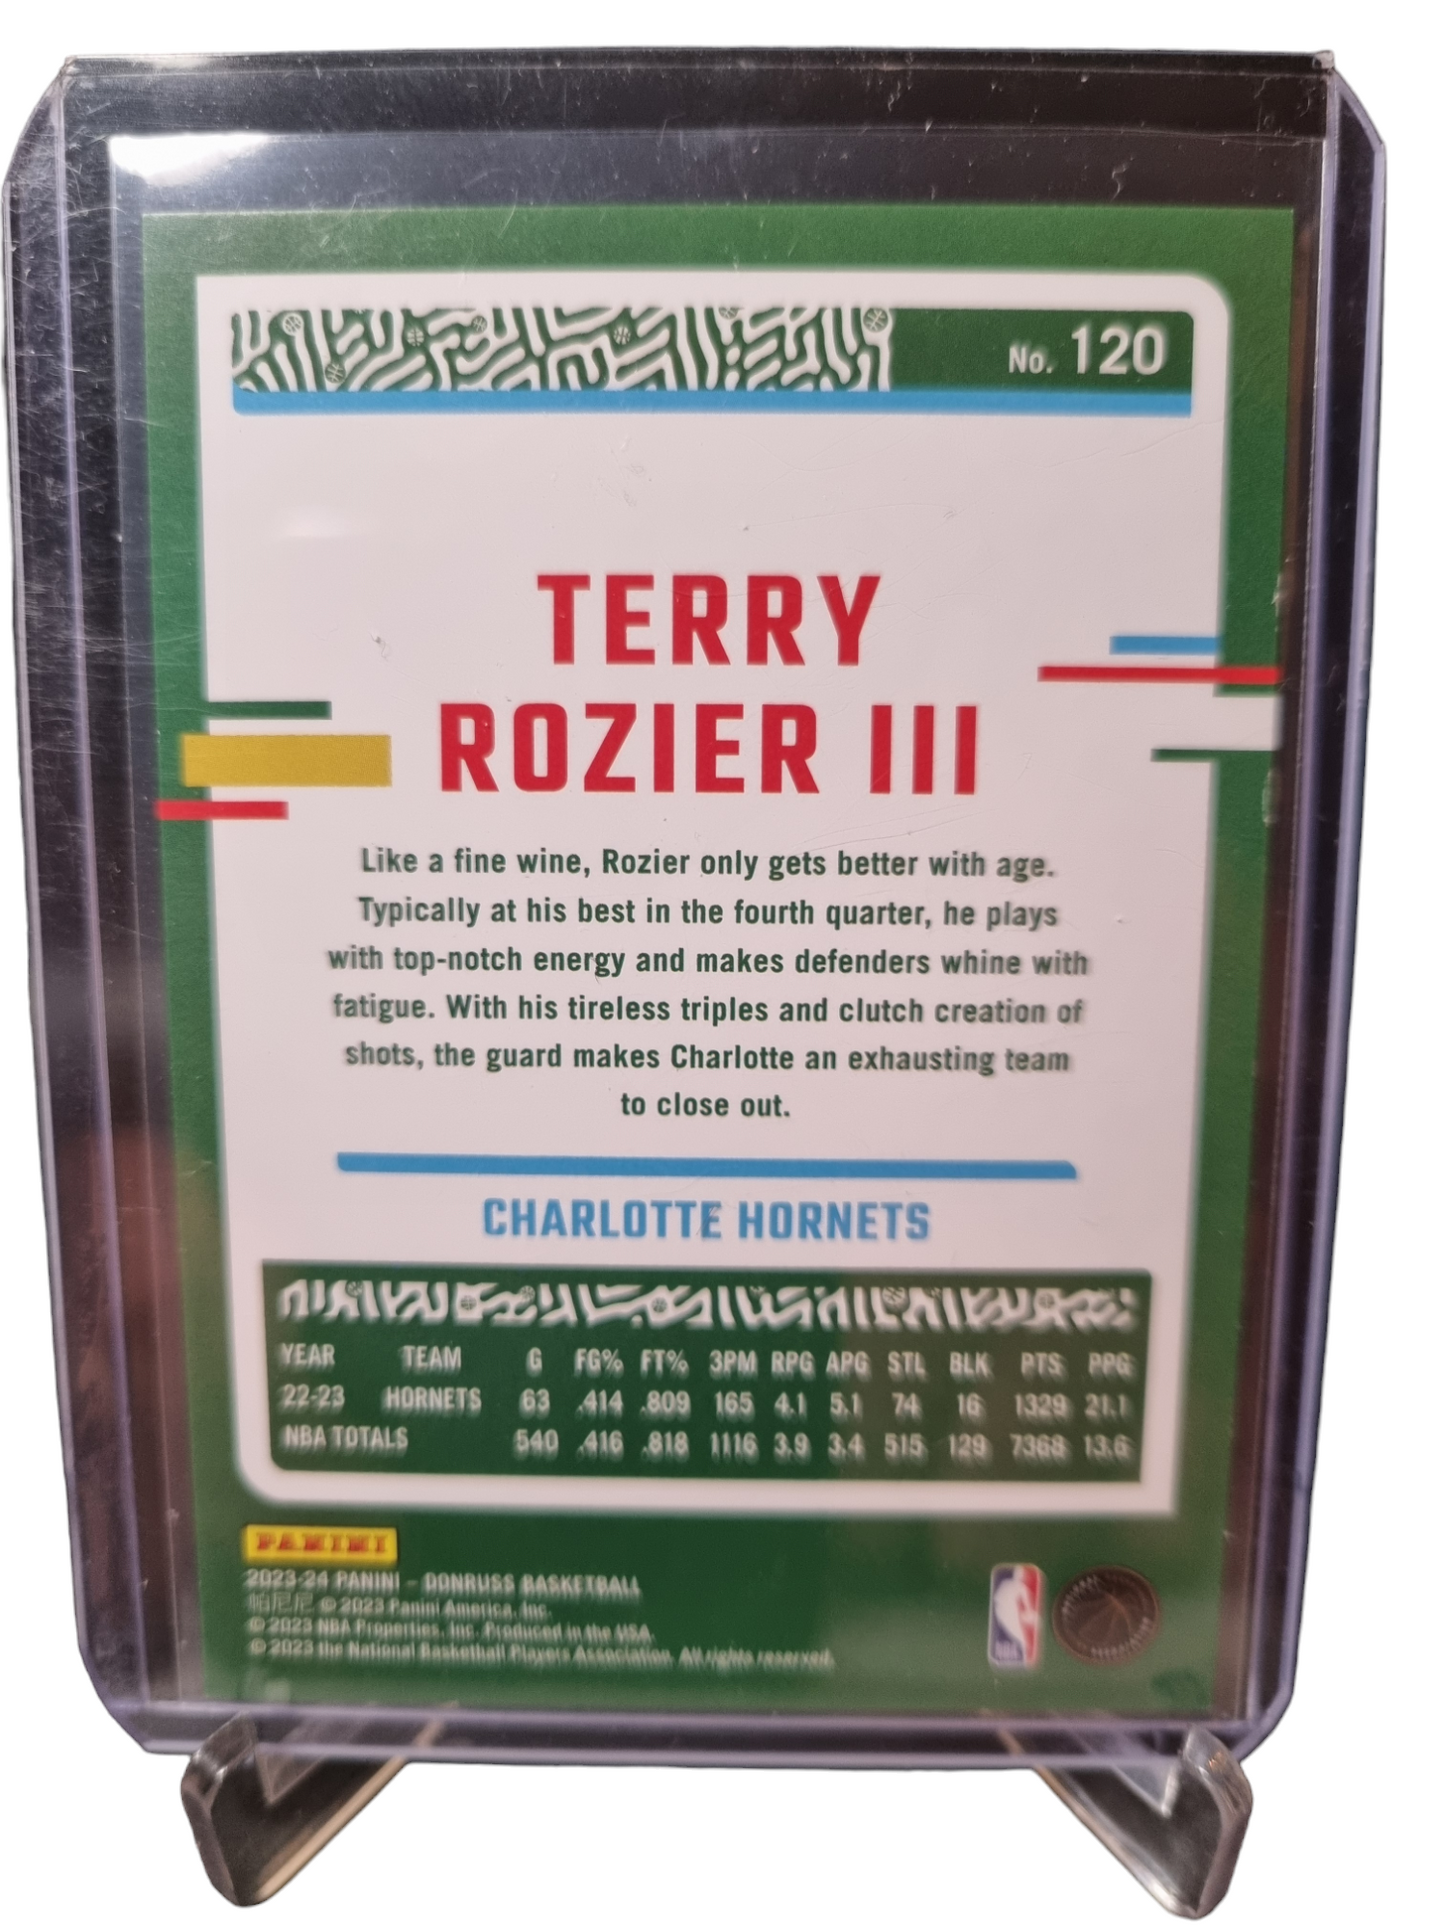 No. 120
TERRY
ROZIER III
Like a fine wine, Rozier only gets better with age.
Typically at his best in the fourth quarter, he plays
with top-notch energy and makes defenders whine with
fatigue. With his tireless triples and clutch creation of
shots, the guard makes Charlotte an exhausting team
to close out.
CHARLOTTE HORNETS
YEAR TEAM G FG% FT% 3PM RPG APG STL BLK PTS PPG
22-23 HORNETS 63 .414 .809 165 4.1 5.1 74 16 1329 21.1
NBA TOTALS 540 .416 .818 1116 3.9 3.4 515 129 7368 13.6
PANINI
2023-24 PANINI – DONRUSS BASKETBALL
帕尼尼 © 2023 Panini America, Inc.
© 2023 NBA Properties, Inc. Produced in the USA.
© 2023 the National Basketball Players Association. All rights reserved.
NBA